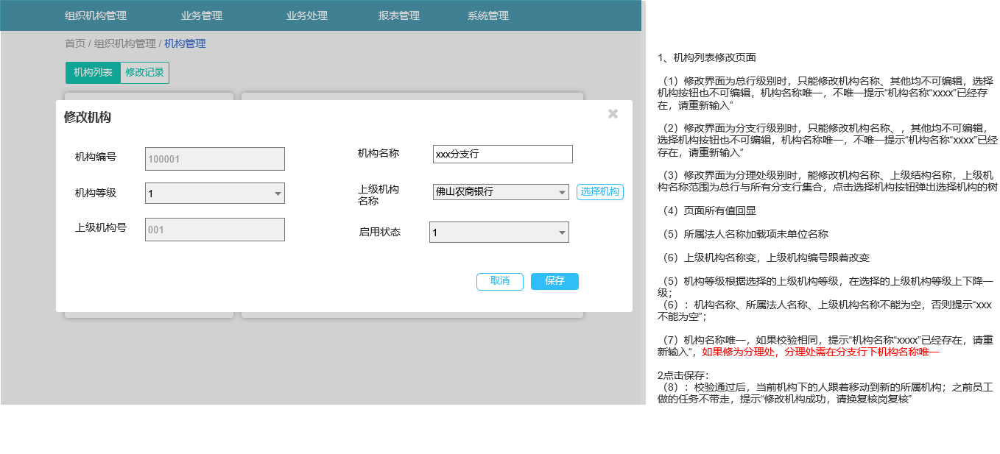 组织机构管理 业务管理 业务处理 报表管理 系统管理
首页 / 组织机构管理 / 机构管理
机构列表 修改记录
修改机构
机构编号 100001 机构名称 xxx分支行
机构等级 1 上级机构名称 佛山农商银行 选择机构
上级机构号 001 启用状态 1
取消 保存
1、机构列表修改页面
（1）修改界面为总行级别时，只能修改机构名称、其他均不可编辑，选择
机构按钮也不可编辑，机构名称唯一，不唯一提示“机构名称“xxxx”已经存
在，请重新输入”
（2）修改界面为分支行级别时，只能修改机构名称、，其他均不可编辑，
选择机构按钮也不可编辑，机构名称唯一，不唯一提示“机构名称“xxxx”已经
存在，请重新输入”
（3）修改界面为分理处级别时，能修改机构名称、上级结构名称，上级机
构名称范围为总行与所有分支行集合，点击选择机构按钮弹出选择机构的树
（4）页面所有值回显
（5）所属法人名称加载项未单位名称
（6）上级机构名称变，上级机构编号跟着改变
（5）机构等级根据选择的上级机构等级，在选择的上级机构等级上下降一
级；
（6）：机构名称、所属法人名称、上级机构名称不能为空，否则提示“xxx
不能为空”；
（7）机构名称唯一，如果校验相同，提示“机构名称“xxxx”已经存在，请重
新输入“，如果修为分理处，分理处需在分支行下机构名称唯一
2点击保存：
（8）：校验通过后，当前机构下的人跟着移动到新的所属机构；之前员工
做的任务不带走，提示“修改机构成功，请换复核岗复核”